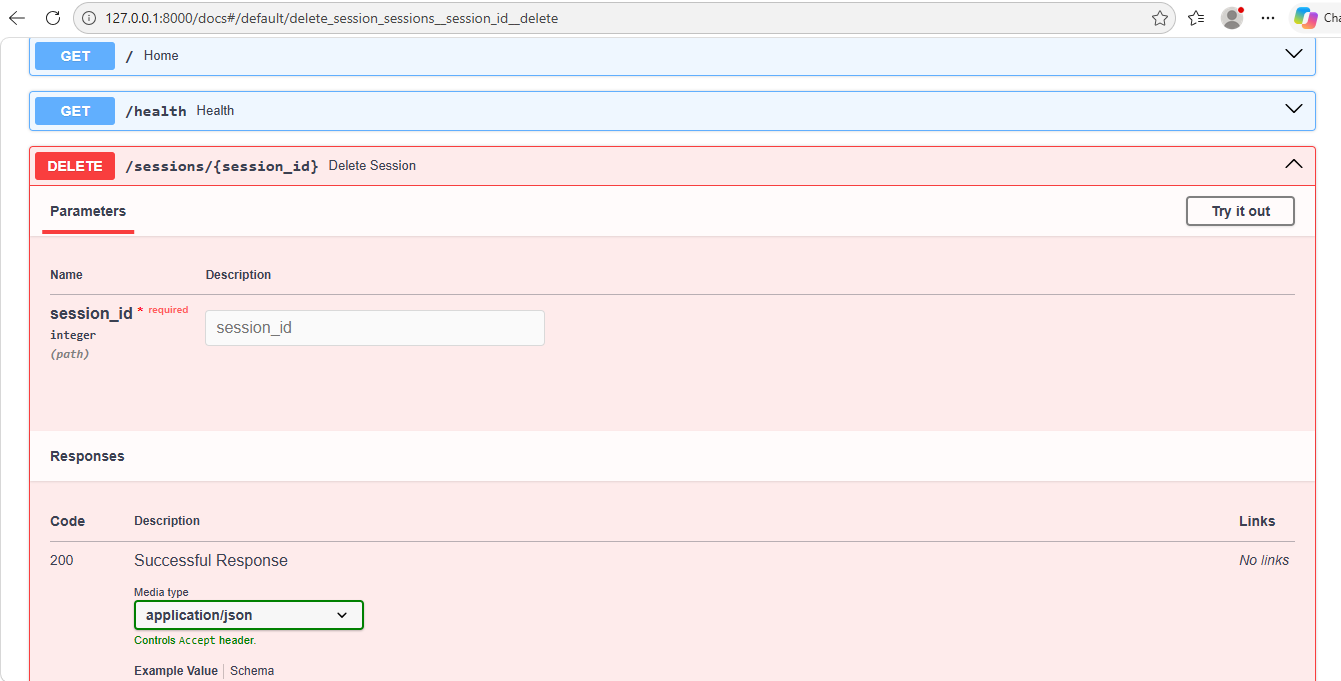 127.0.0.1:8000/docs#/default/delete_session_sessions__session_id__delete
GET / Home
GET /health Health
DELETE /sessions/{session_id} Delete Session
Parameters Try it out
Name Description
session_id * required session_id
integer
(path)
Responses
Code Description Links
200 Successful Response No links
Media type
application/json
Controls Accept header.
Example Value Schema